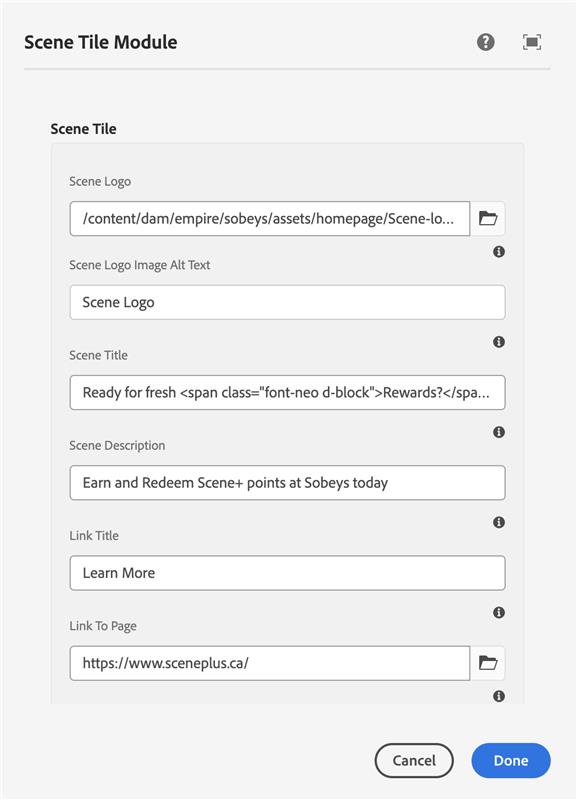 Scene Tile Module
Scene Tile
Scene Logo
/content/dam/empire/sobeys/assets/homepage/Scene-lo...
Scene Logo Image Alt Text
Scene Logo
Scene Title
Ready for fresh <span class="font-neo d-block">Rewards?</spa...
Scene Description
Earn and Redeem Scene+ points at Sobeys today
Link Title
Learn More
Link To Page
https://www.sceneplus.ca/
Cancel Done